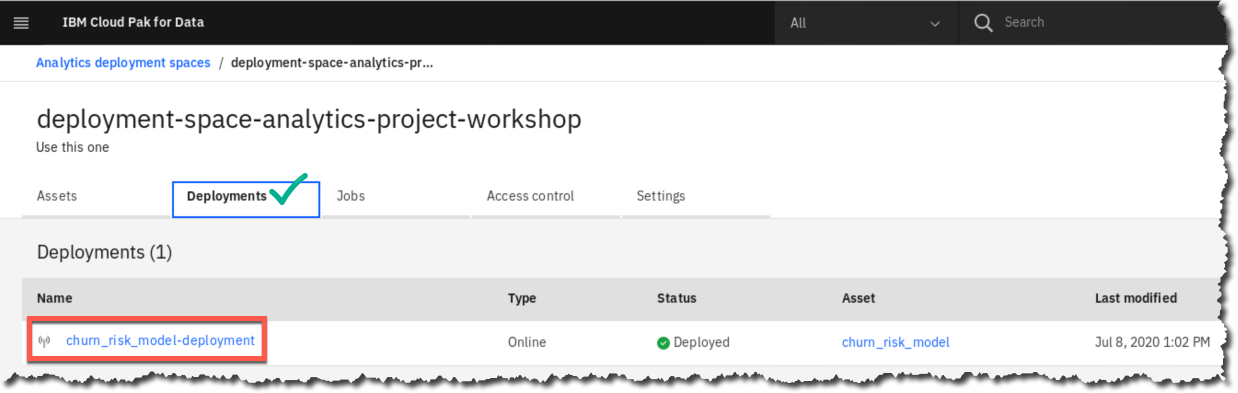 IBM Cloud Pak for Data All Search
Analytics deployment spaces / deployment-space-analytics-pr...
deployment-space-analytics-project-workshop
Use this one
Assets Deployments Jobs Access control Settings
Deployments (1)
Name Type Status Asset Last modified
churn_risk_model-deployment Online Deployed churn_risk_model Jul 8, 2020 1:02 PM